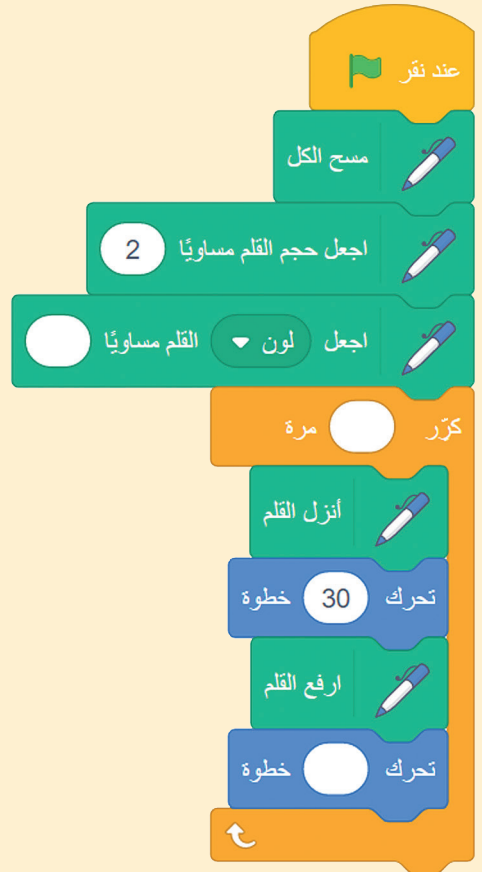 عند نقر
مسح الكل
اجعل حجم القلم مساويًا 2
اجعل لون القلم مساويًا
كرّر مرة
أنزل القلم
تحرك 30 خطوة
ارفع القلم
تحرك خطوة